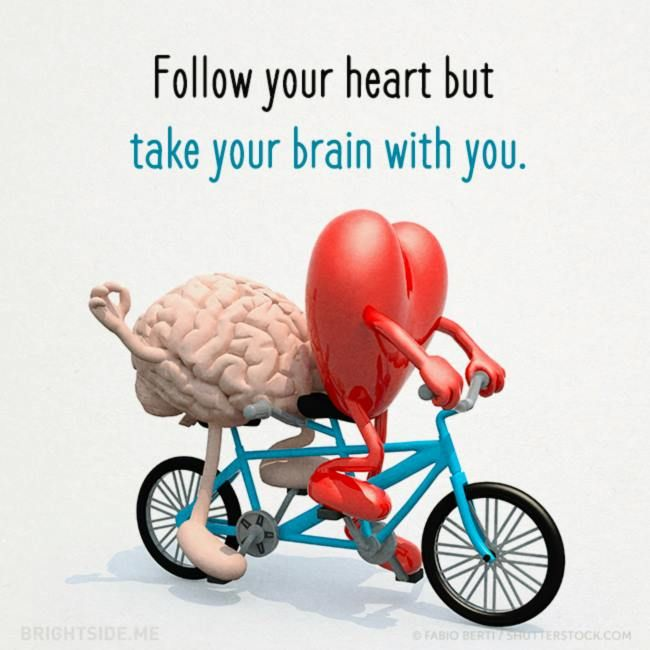 Follow your heart but
take your brain with you.
BRIGHTSIDE.ME
© FABIO BERTI / SHUTTERSTOCK.COM